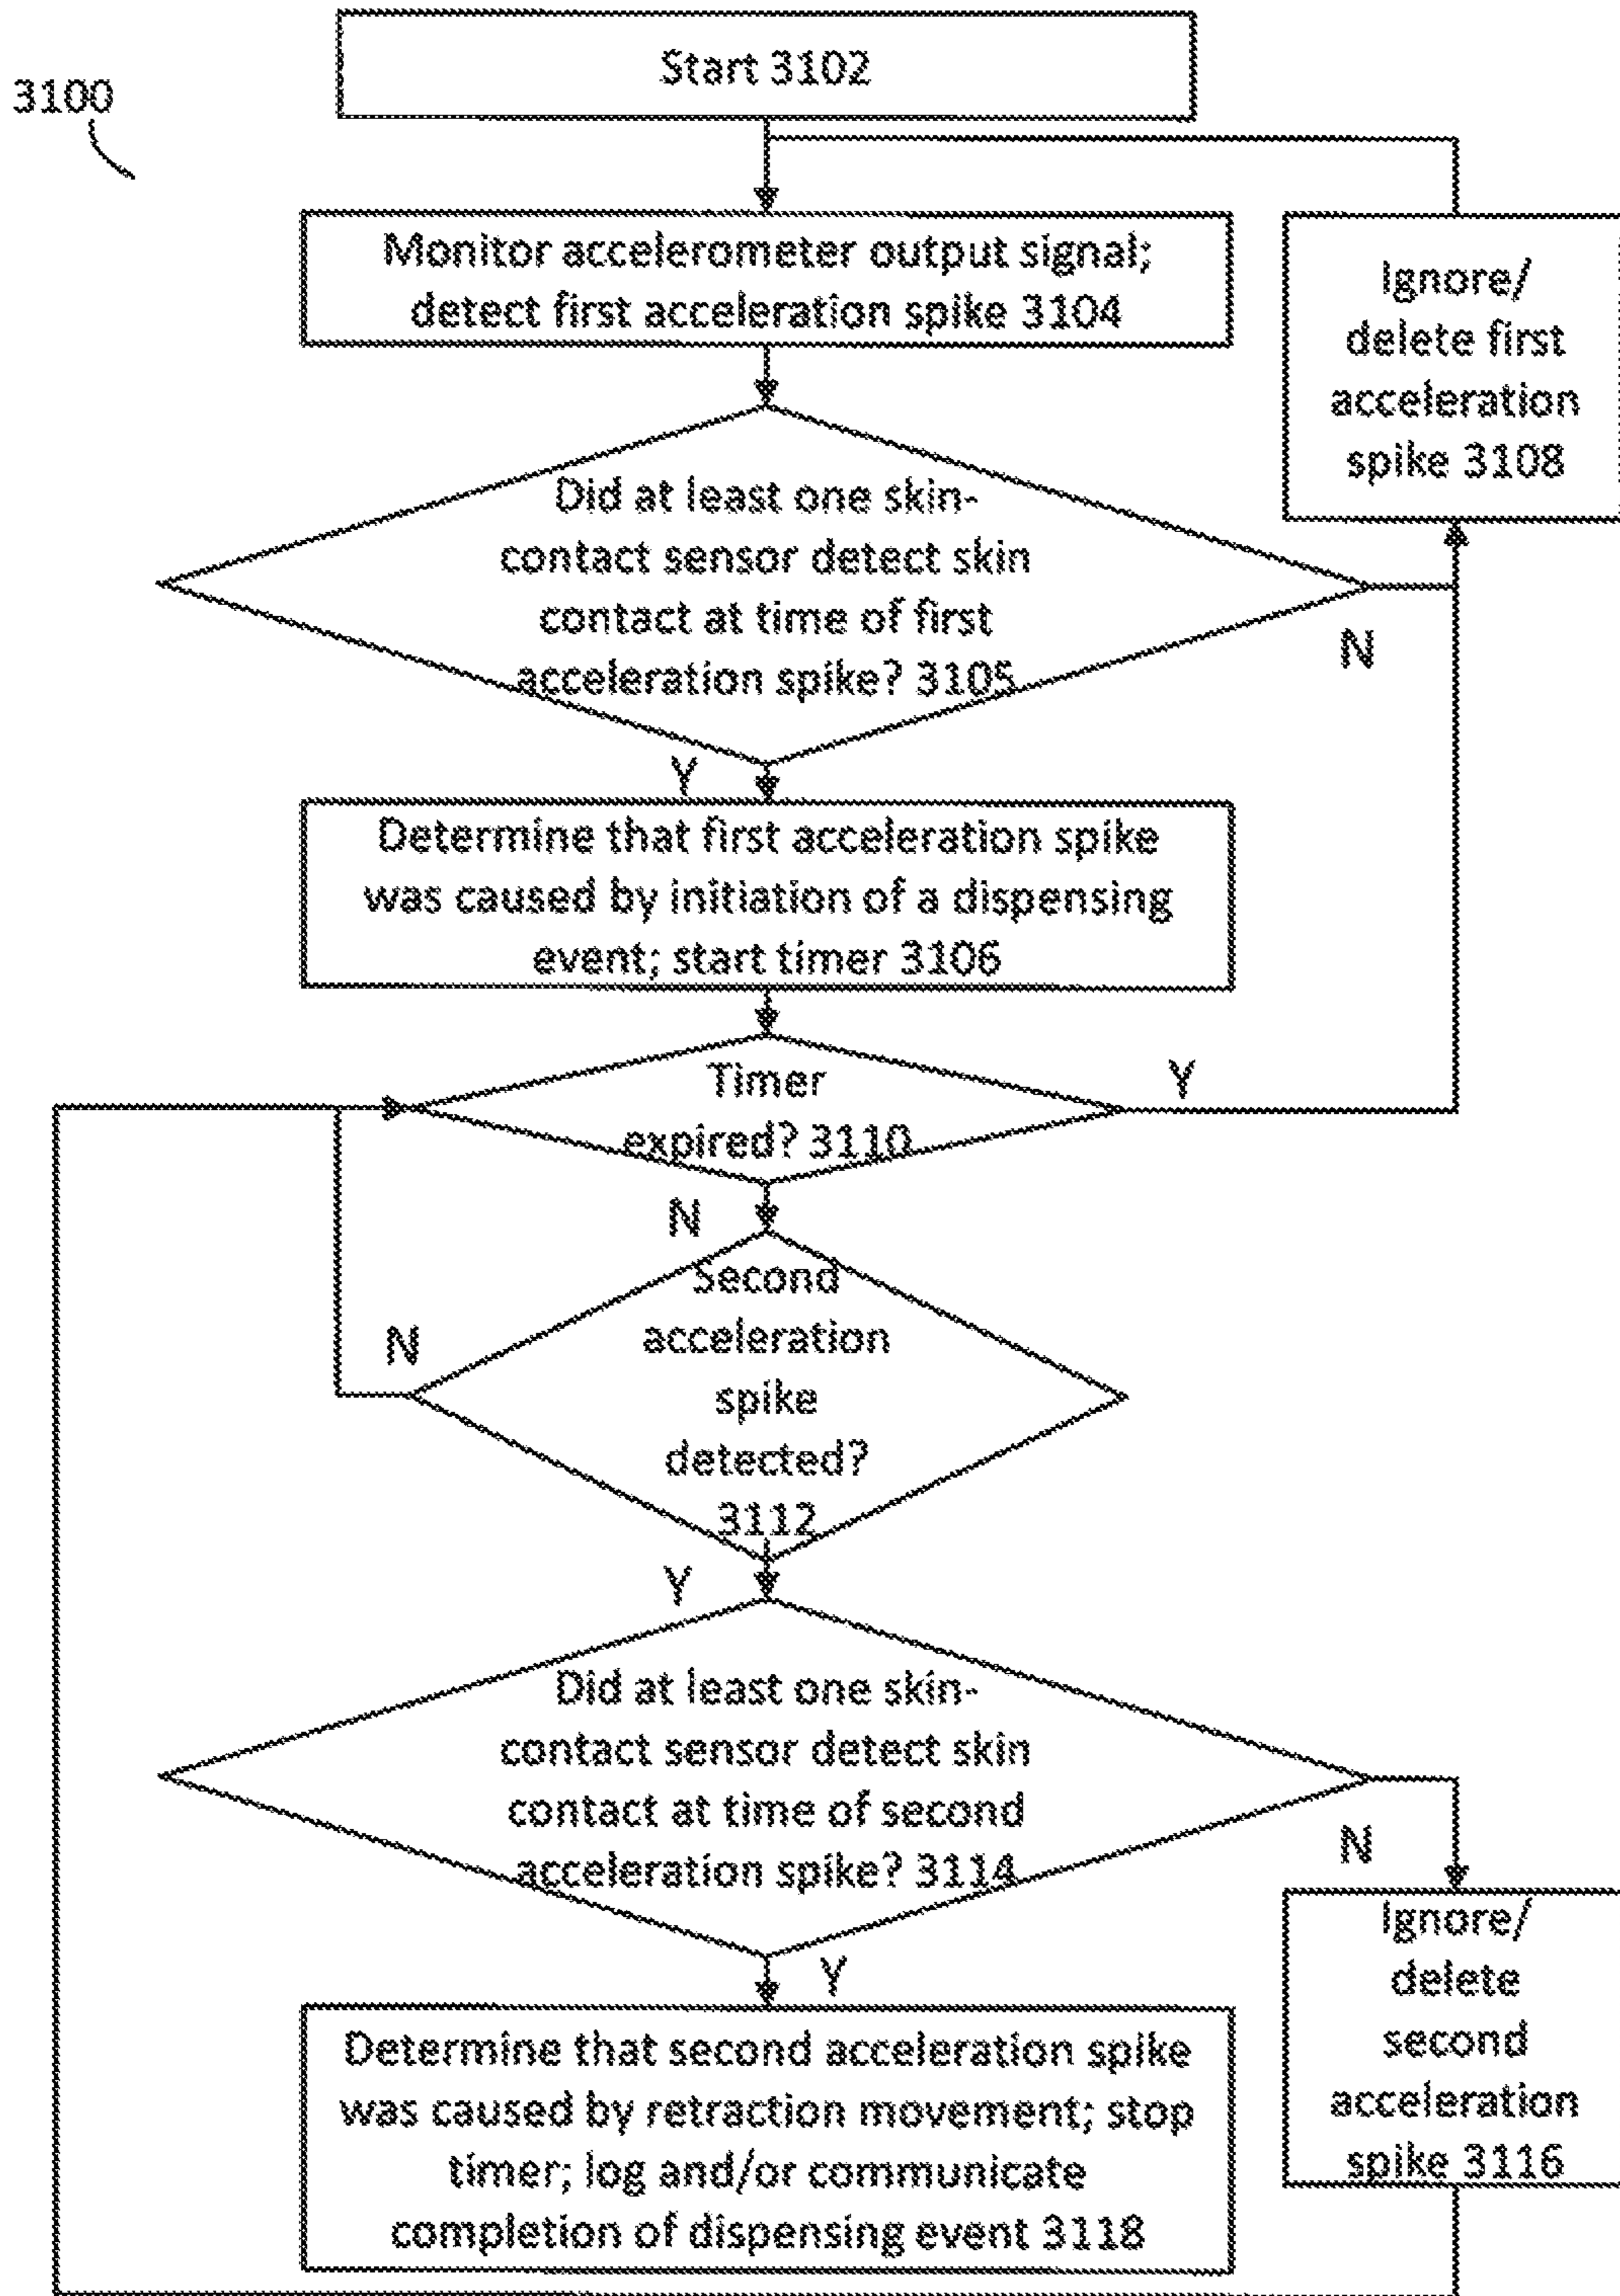 Start 3102
3100
Monitor accelerometer output signal;
detect first acceleration spike 3104
Ignore/
delete first
acceleration
spike 3108
Did at least one skin-
contact sensor detect skin
contact at time of first
acceleration spike? 3105
N
Y
Determine that first acceleration spike
was caused by initiation of a dispensing
event; start timer 3106
Timer
expired? 3110
Y
N
Second
acceleration
spike
detected?
3112
N
Y
Did at least one skin-
contact sensor detect skin
contact at time of second
acceleration spike? 3114
N
Y
Ignore/
delete
second
acceleration
spike 3116
Determine that second acceleration spike
was caused by retraction movement; stop
timer; log and/or communicate
completion of dispensing event 3118